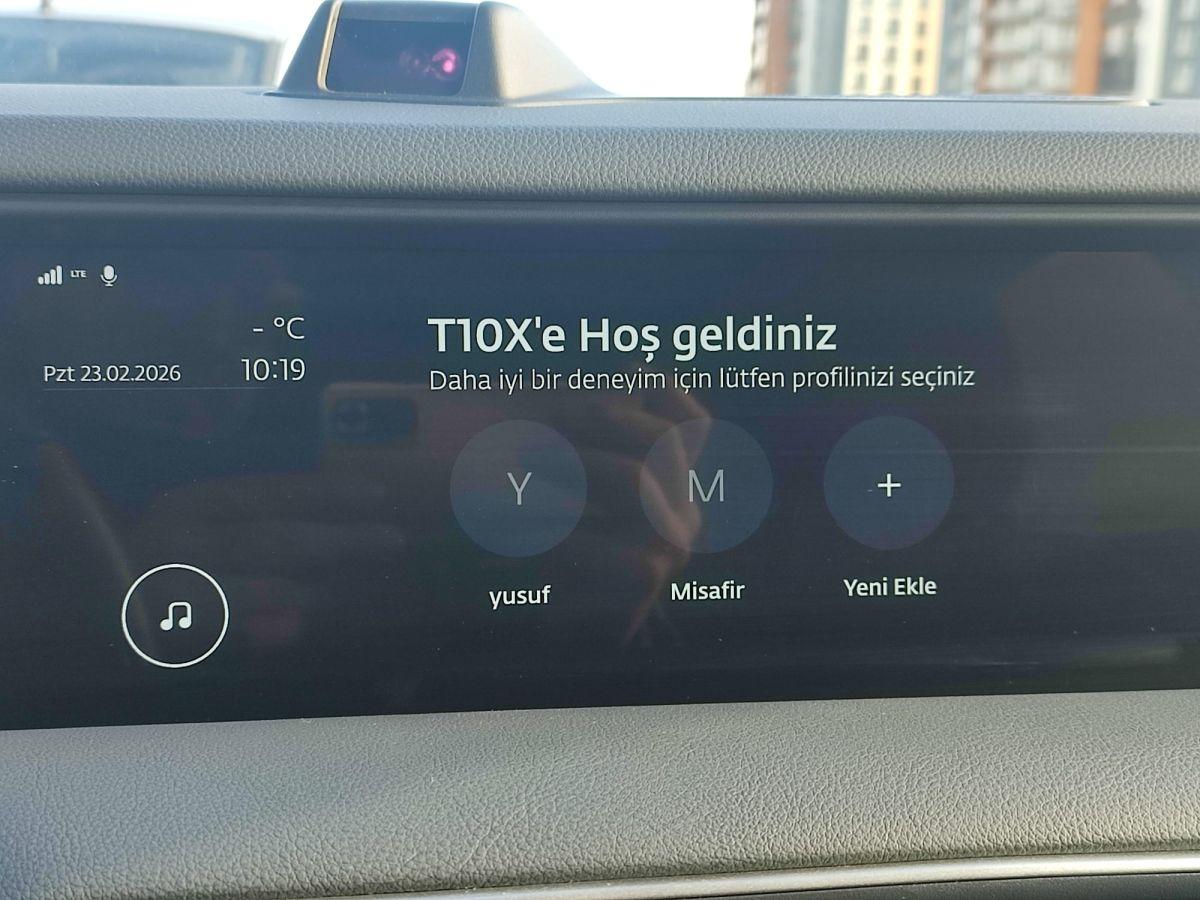 LTE
- °C
Pzt 23.02.2026 10:19
T10X'e Hoş geldiniz
Daha iyi bir deneyim için lütfen profilinizi seçiniz
Y M +
yusuf Misafir Yeni Ekle